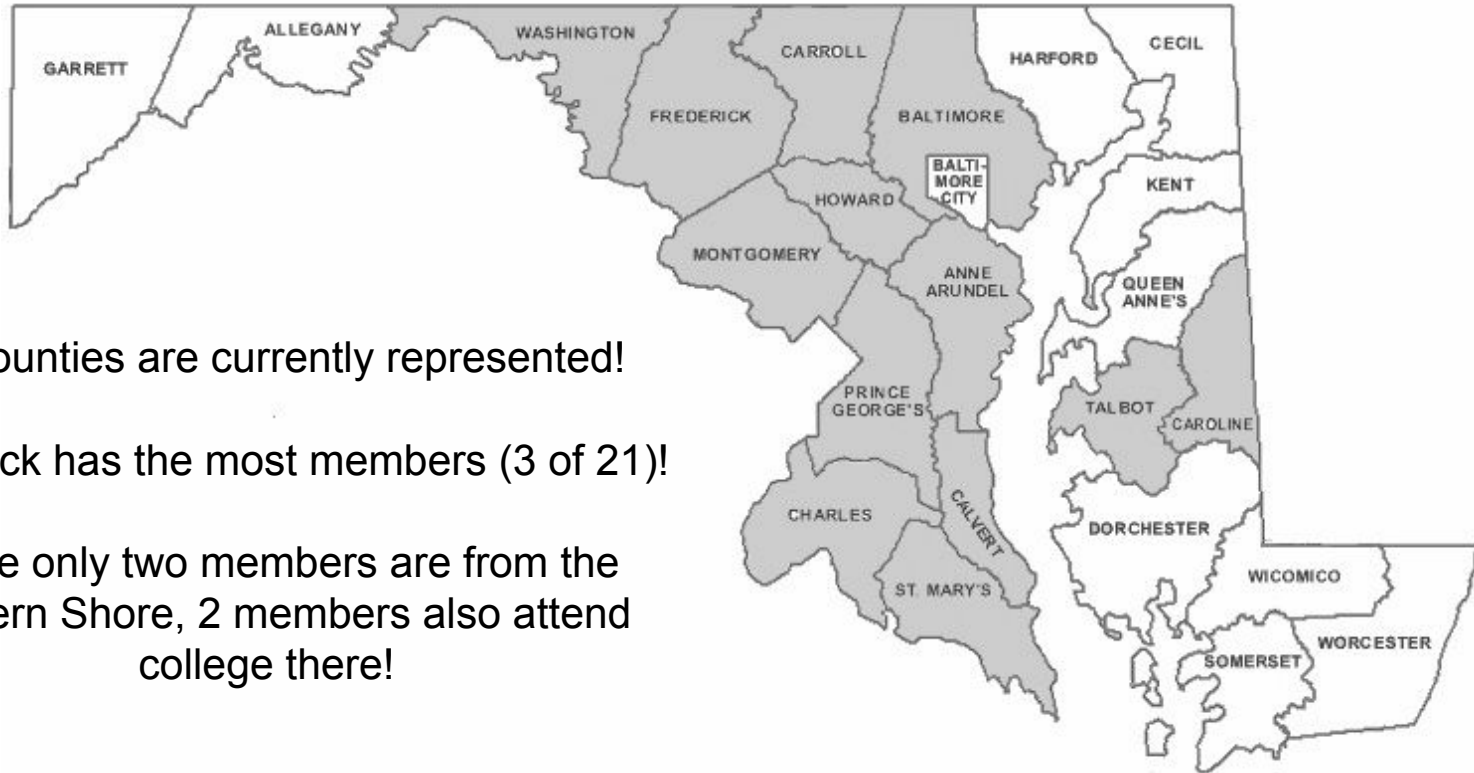 ALLEGANY
WASHINGTON
CARROLL
CECIL
GARRETT
HARFORD
FREDERICK
BALTIMORE
BALTI-
MORE
CITY
KENT
HOWARD
MONTGOMERY
ANNE
ARUNDEL
QUEEN
ANNE'S
ounties are currently represented!
PRINCE
GEORGE'S
TALBOT
CAROLINE
ck has the most members (3 of 21)!
CHARLES
CALVERT
DORCHESTER
e only two members are from the
ern Shore, 2 members also attend
college there!
ST. MARY'S
WICOMICO
SOMERSET
WORCESTER